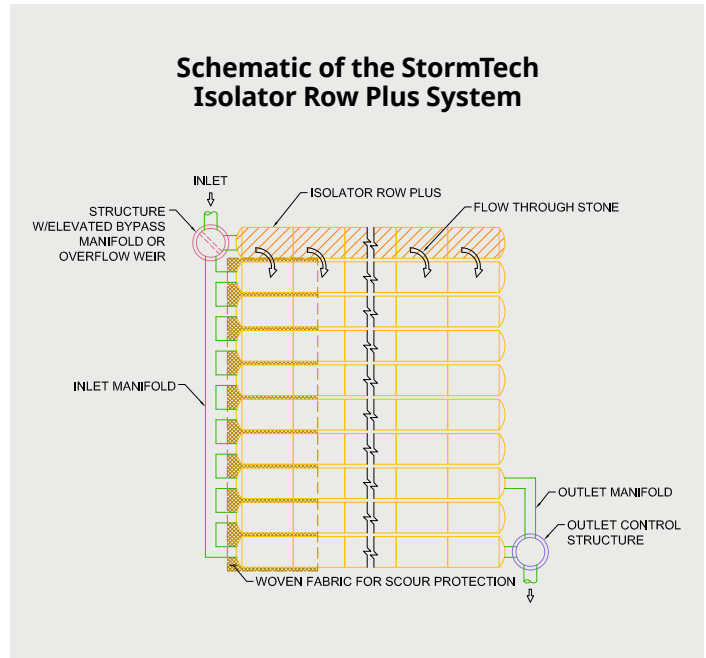 Schematic of the StormTech
Isolator Row Plus System
INLET
ISOLATOR ROW PLUS
STRUCTURE
W/ELEVATED BYPASS
MANIFOLD OR
OVERFLOW WEIR
FLOW THROUGH STONE
INLET MANIFOLD
OUTLET MANIFOLD
OUTLET CONTROL
STRUCTURE
WOVEN FABRIC FOR SCOUR PROTECTION